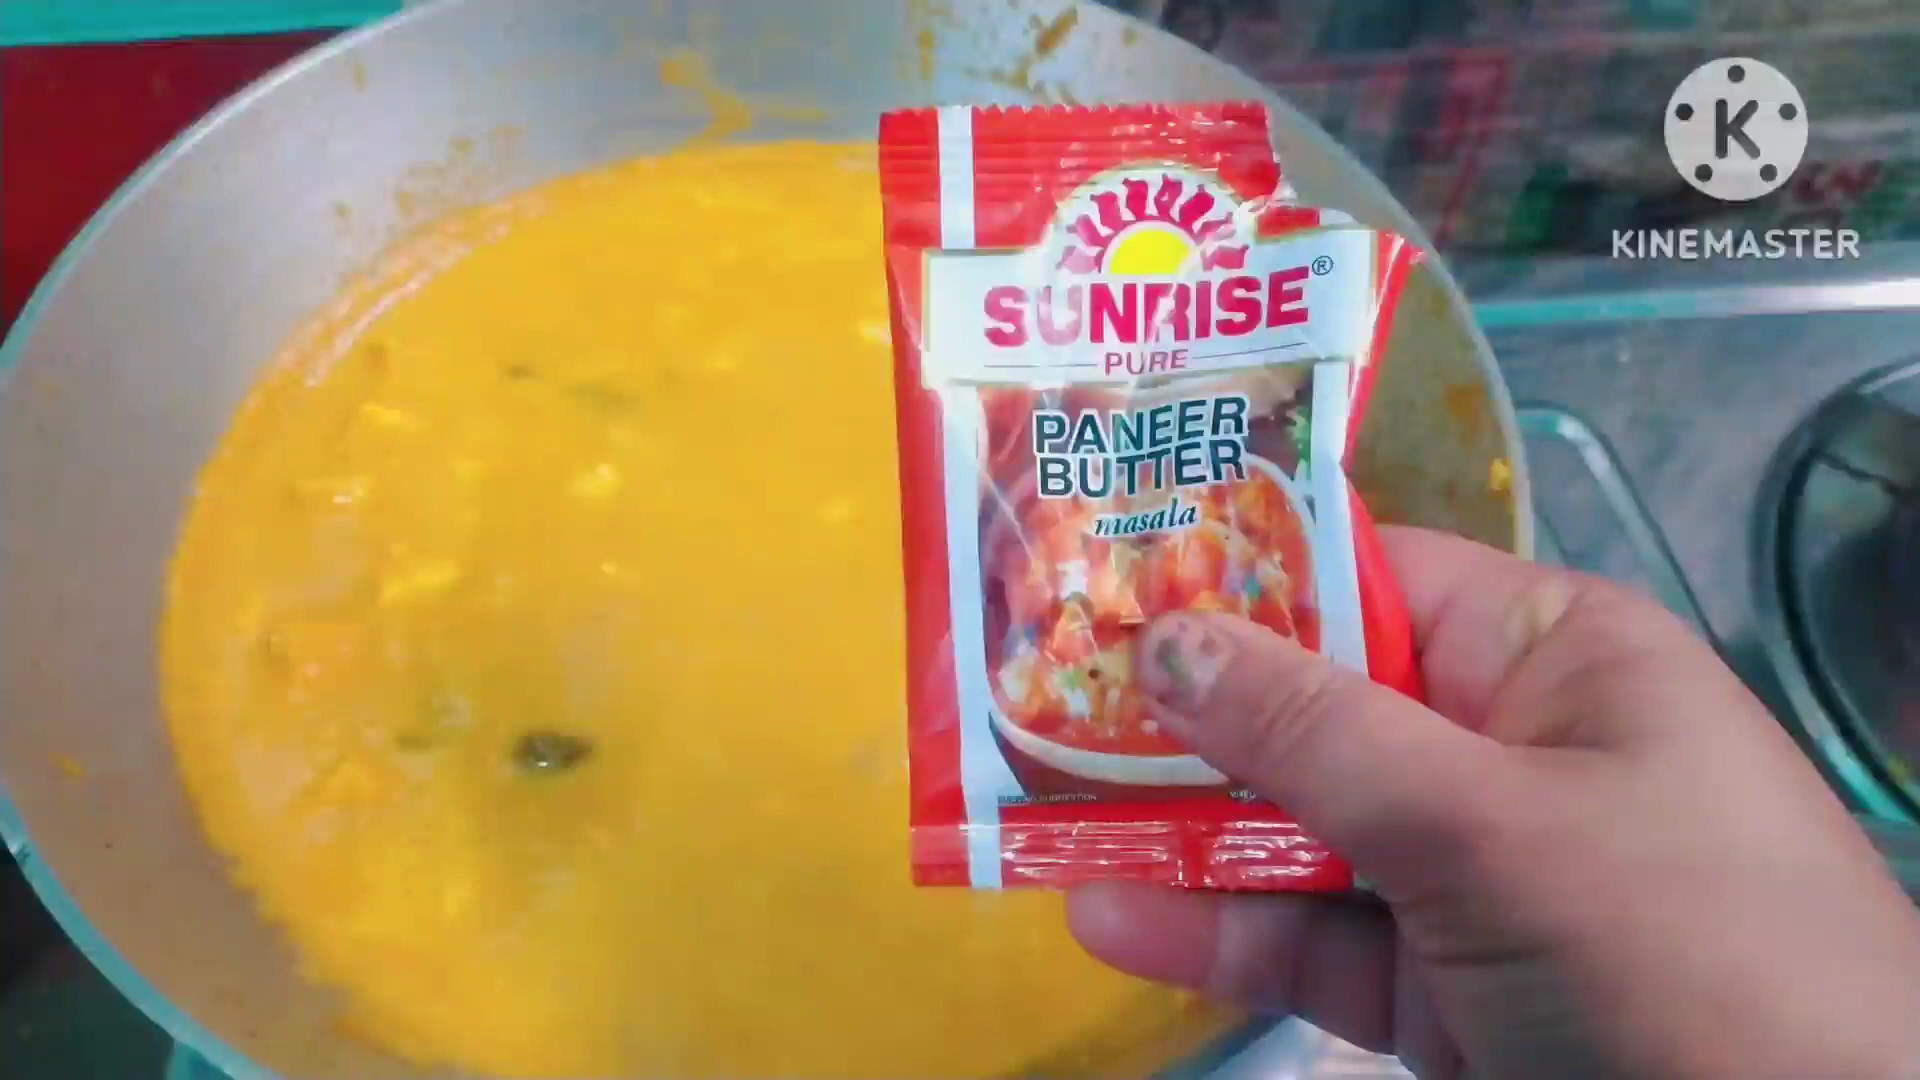 K
KINEMASTER
SUNRISE®
PURE
PANEER
BUTTER
masala